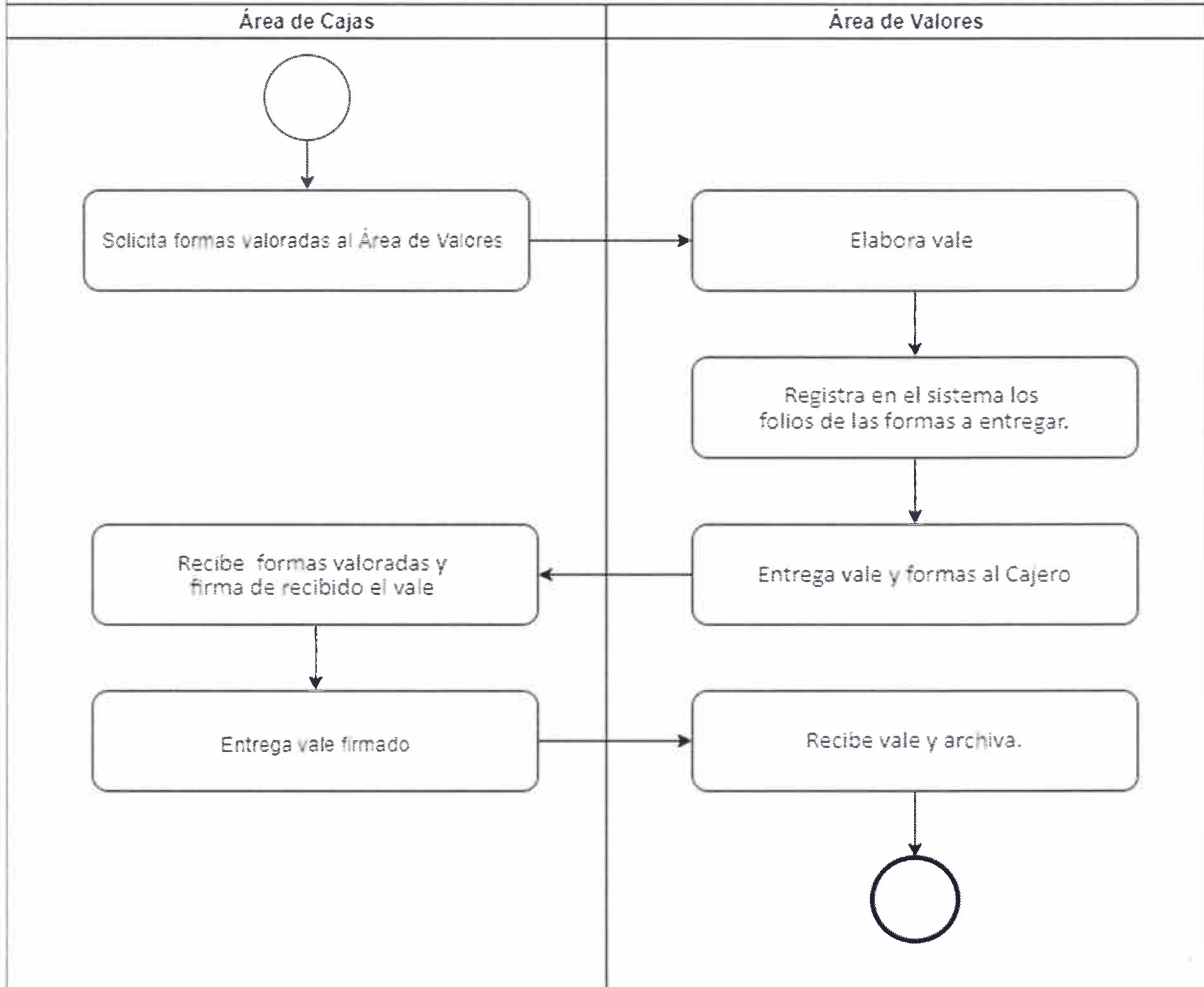 Área de Cajas
Área de Valores
Solicita formas valoradas al Área de Valores
Elabora vale
Registra en el sistema los
folios de las formas a entregar.
Entrega vale y formas al Cajero
Recibe formas valoradas y
firma de recibido el vale
Entrega vale firmado
Recibe vale y archiva.